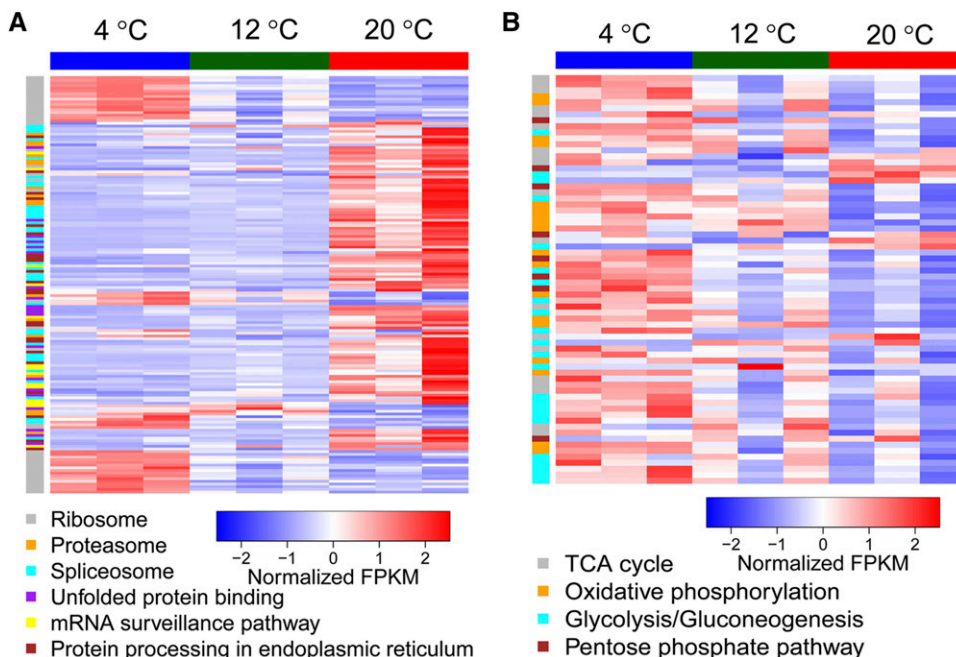 A
4 °C 12 °C 20 °C
Ribosome
Proteasome
Spliceosome
Unfolded protein binding
mRNA surveillance pathway
Protein processing in endoplasmic reticulum
−2 −1 0 1 2
Normalized FPKM
B
4 °C 12 °C 20 °C
−2 −1 0 1 2
Normalized FPKM
TCA cycle
Oxidative phosphorylation
Glycolysis/Gluconeogenesis
Pentose phosphate pathway